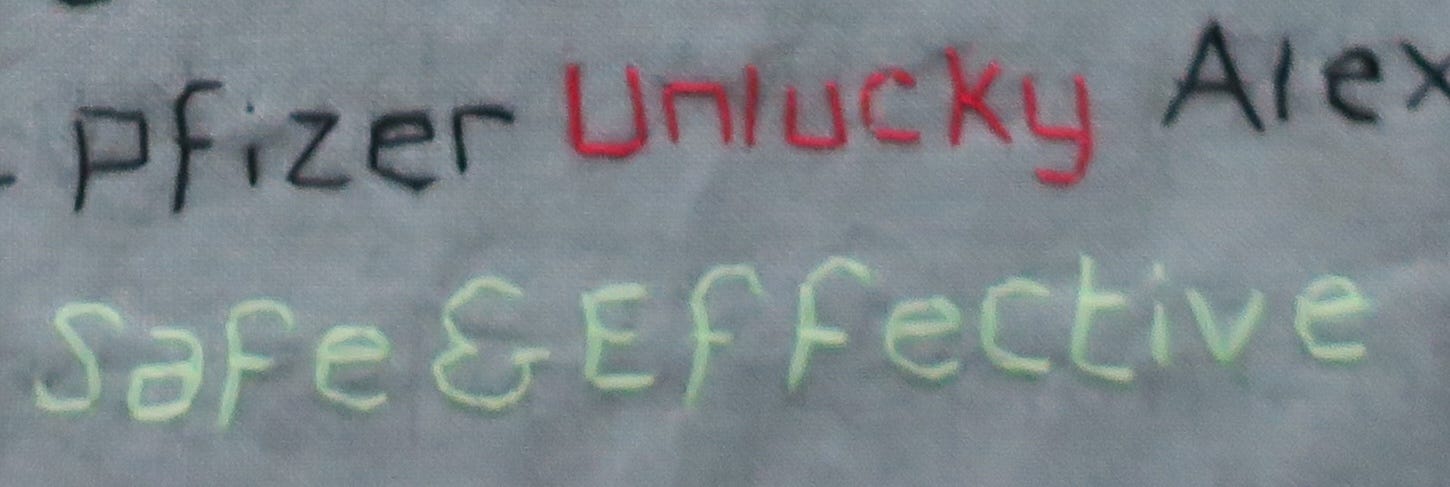 Pfizer Unlucky Alex
Safe & Effective